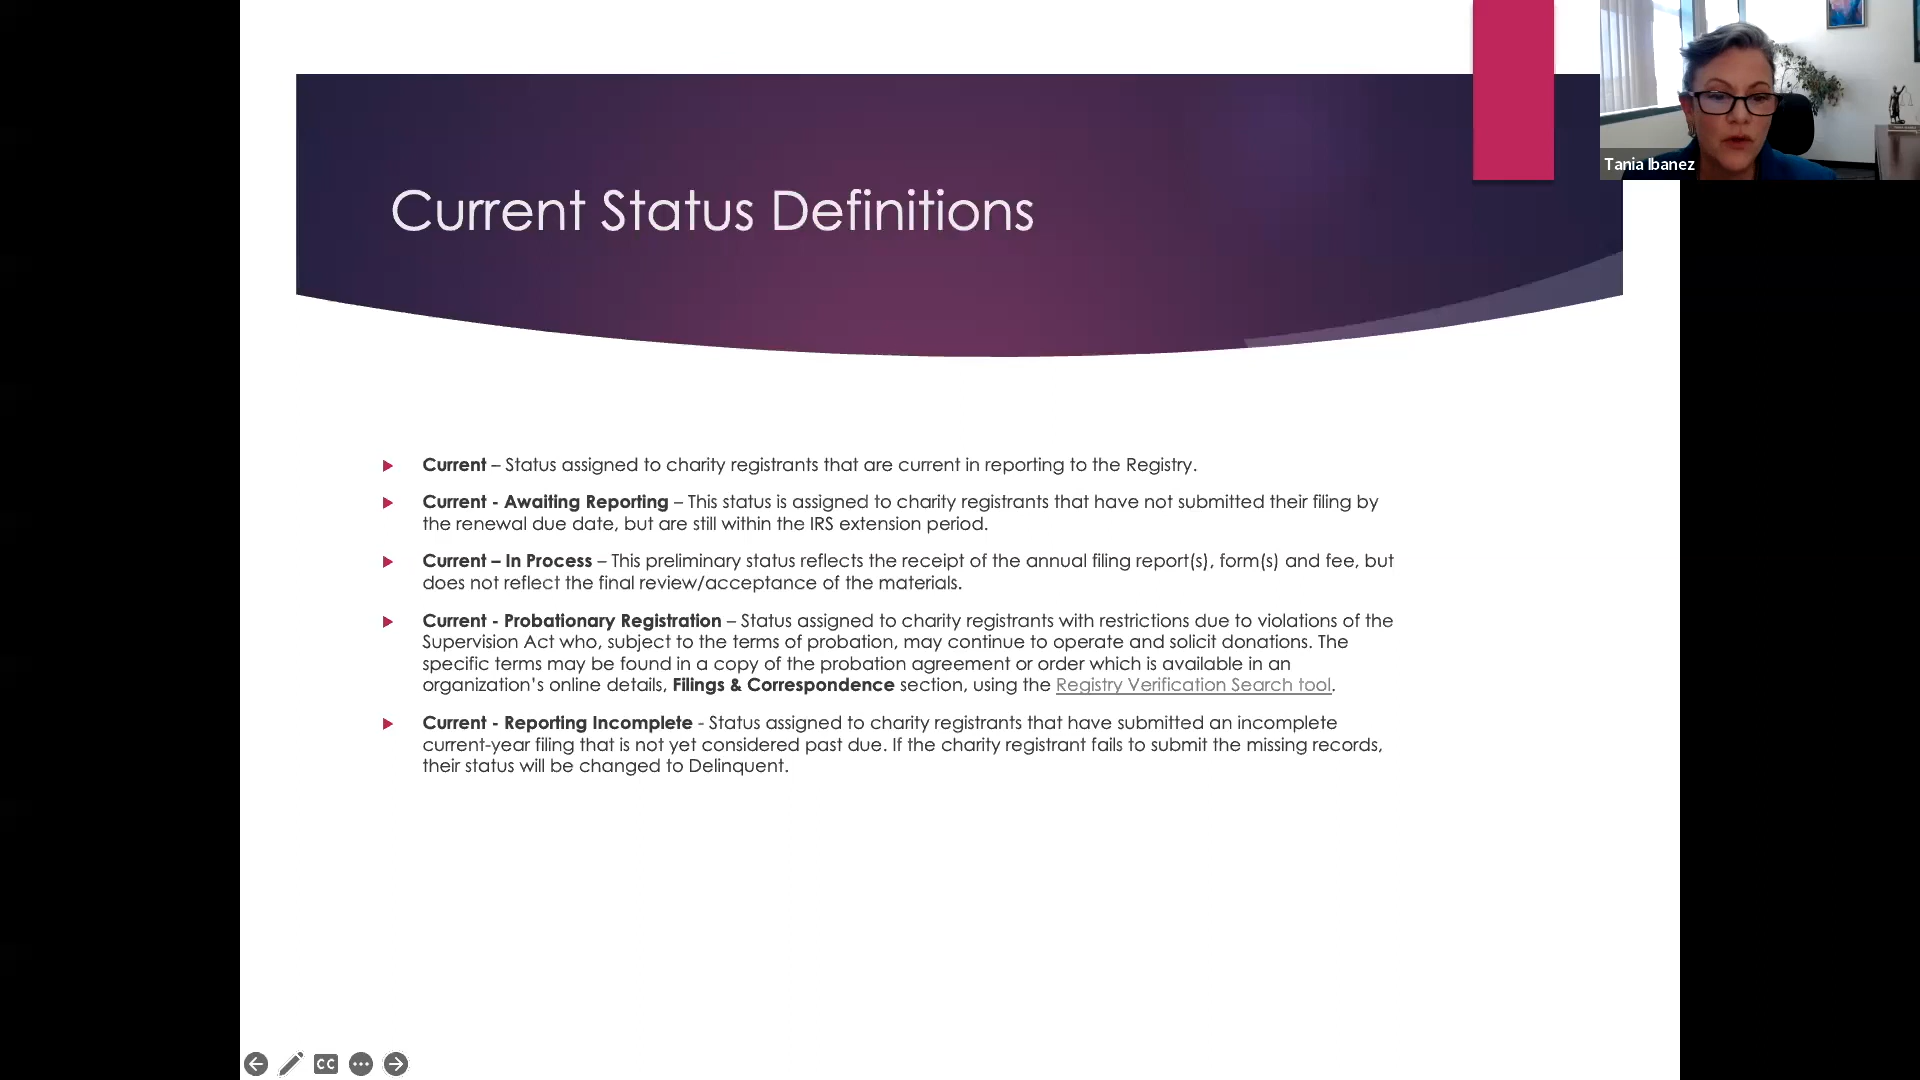 Tania Ibanez
Current Status Definitions
Current – Status assigned to charity registrants that are current in reporting to the Registry.
Current - Awaiting Reporting – This status is assigned to charity registrants that have not submitted their filing by
the renewal due date, but are still within the IRS extension period.
Current – In Process – This preliminary status reflects the receipt of the annual filing report(s), form(s) and fee, but
does not reflect the final review/acceptance of the materials.
Current - Probationary Registration – Status assigned to charity registrants with restrictions due to violations of the
Supervision Act who, subject to the terms of probation, may continue to operate and solicit donations. The
specific terms may be found in a copy of the probation agreement or order which is available in an
organization’s online details, Filings & Correspondence section, using the Registry Verification Search tool.
Current - Reporting Incomplete - Status assigned to charity registrants that have submitted an incomplete
current-year filing that is not yet considered past due. If the charity registrant fails to submit the missing records,
their status will be changed to Delinquent.
CC